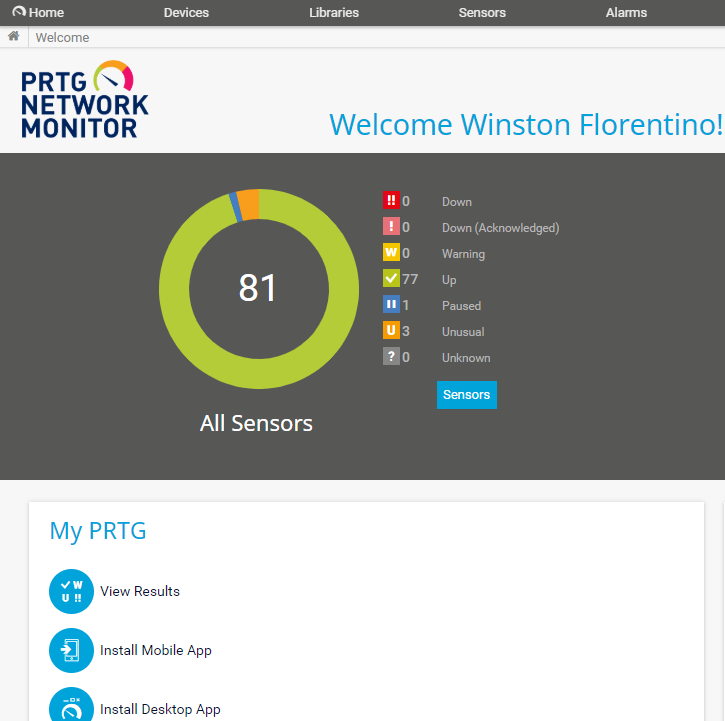 Home Devices Libraries Sensors Alarms
Welcome
PRTG
NETWORK
MONITOR
Welcome Winston Florentino!
81
All Sensors
!! 0 Down
! 0 Down (Acknowledged)
W 0 Warning
77 Up
1 Paused
U 3 Unusual
? 0 Unknown
Sensors
My PRTG
W U !! View Results
Install Mobile App
Install Desktop App